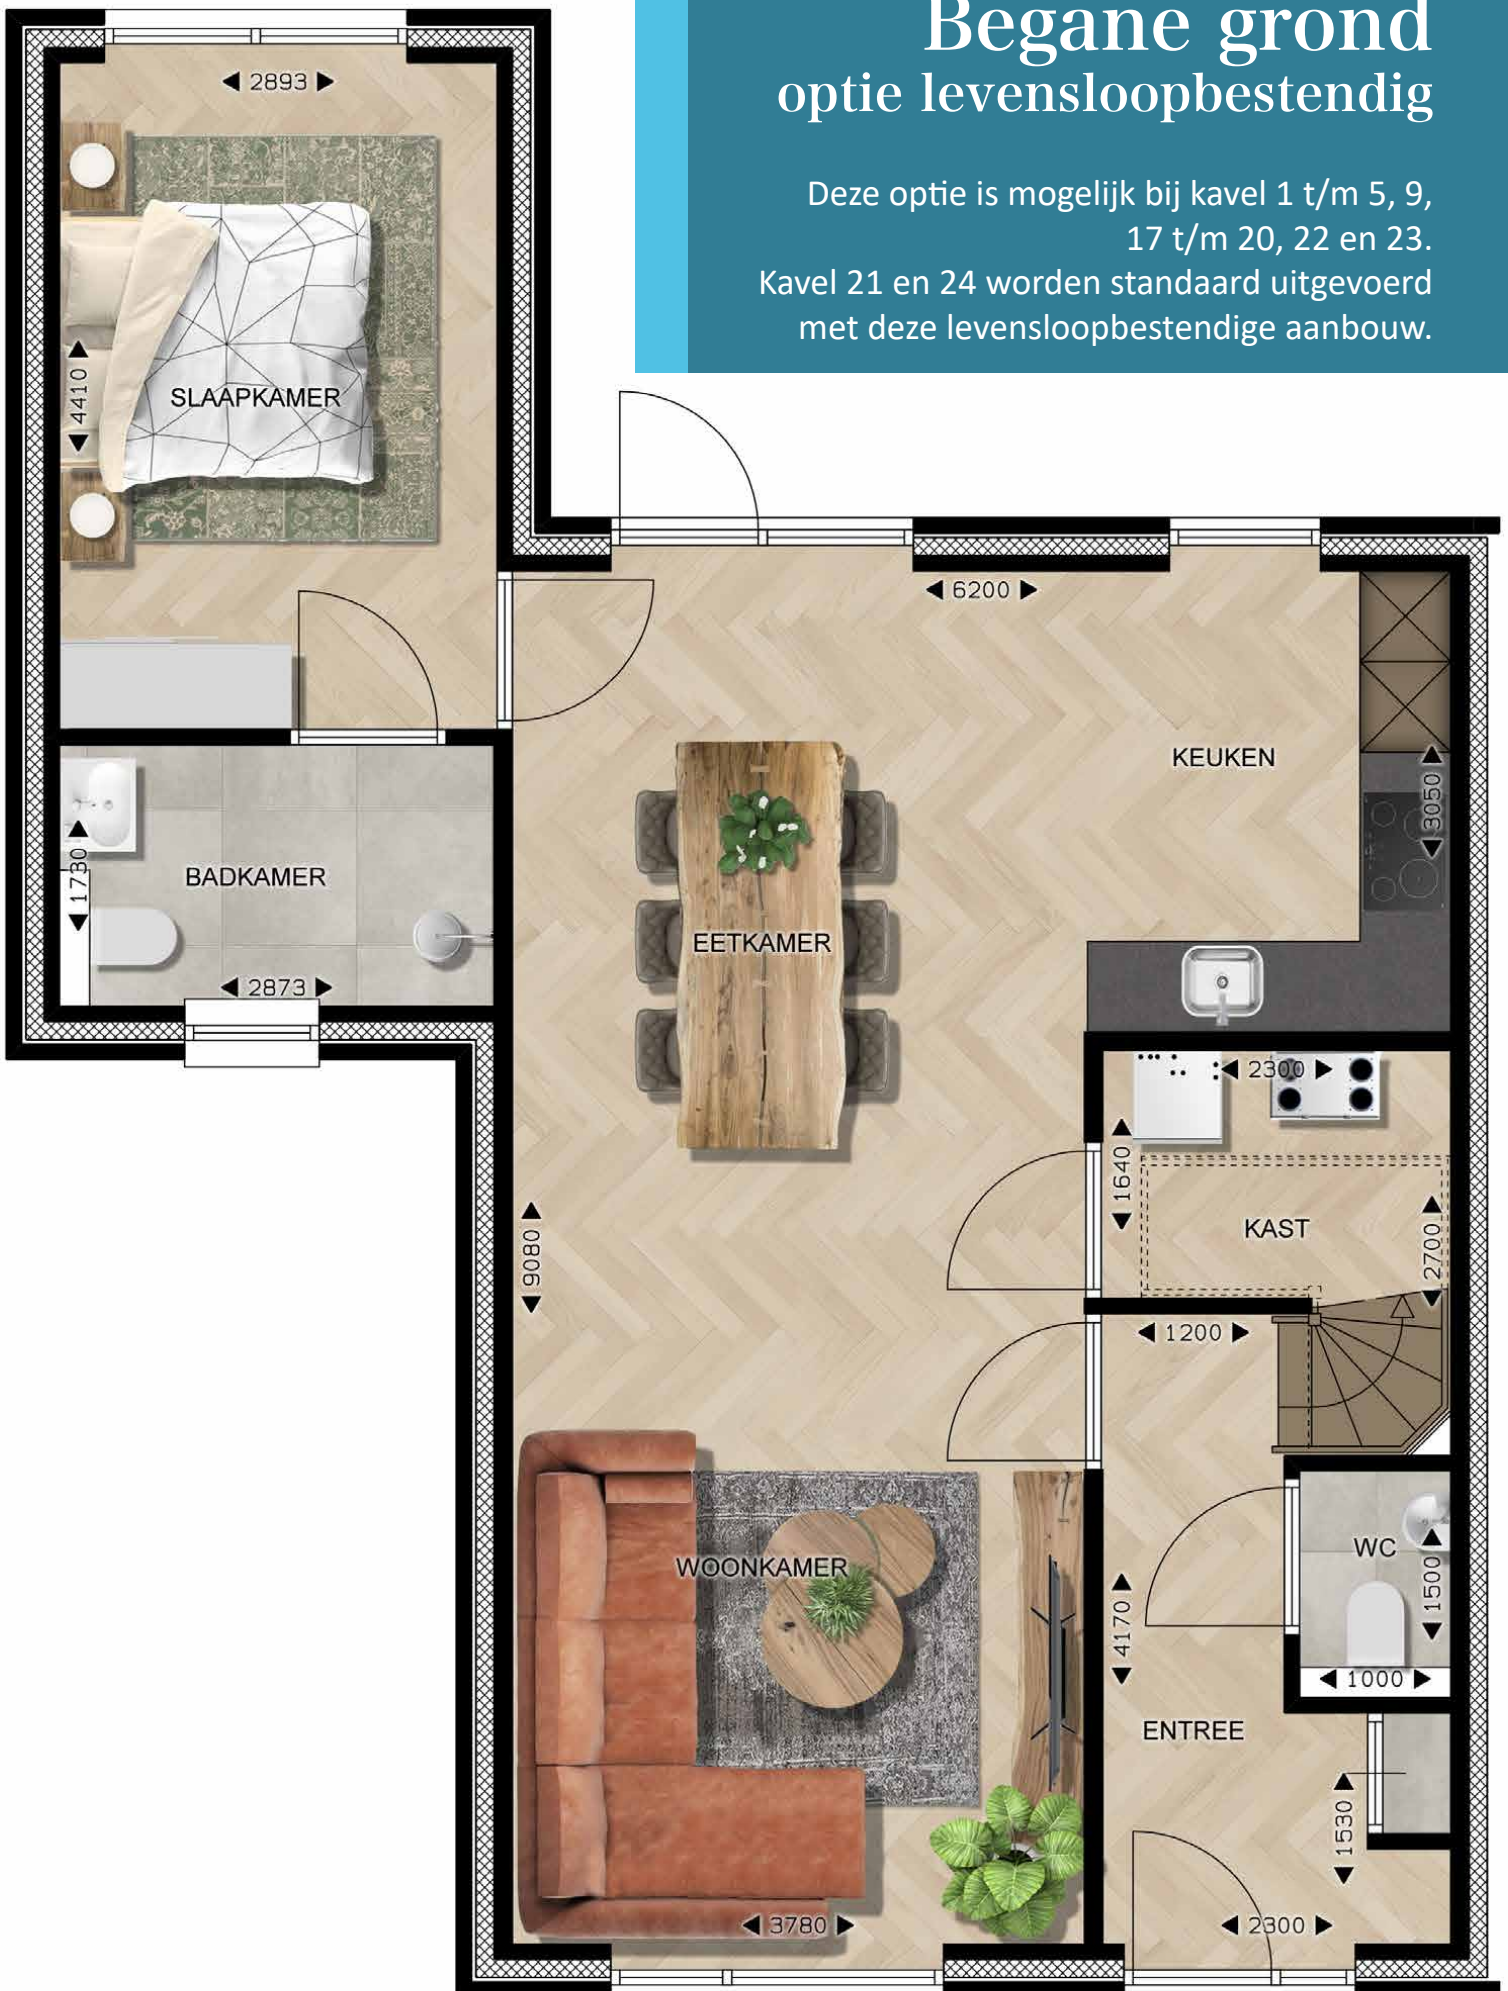 Begane grond
optie levensloopbestendig
Deze optie is mogelijk bij kavel 1 t/m 5, 9,
17 t/m 20, 22 en 23.
Kavel 21 en 24 worden standaard uitgevoerd
met deze levensloopbestendige aanbouw.
2893
4410
SLAAPKAMER
6200
KEUKEN
3050
1730
BADKAMER
2873
EETKAMER
2300
1640
KAST
2700
9080
1200
WOONKAMER
WC
1500
4170
1000
ENTREE
1530
3780
2300